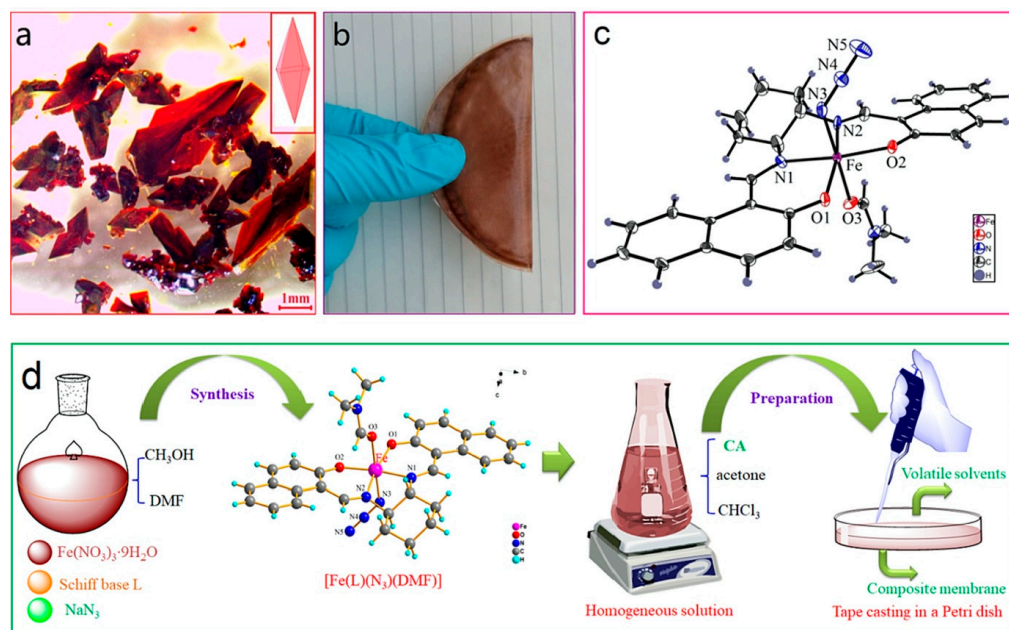 a
1mm
b
c
N5
N4
N3
N2
Fe
O2
N1
O1
O3
Fe
O
N
C
H
d
Synthesis
CH₃OH
DMF
Fe(NO₃)₃·9H₂O
Schiff base L
NaN₃
b
c
O3
Fe
O1
O2
N1
N2
N3
N4
N5
Fe
O
N
C
H
[Fe(L)(N₃)(DMF)]
Preparation
CA
acetone
CHCl₃
Homogeneous solution
Volatile solvents
Composite membrane
Tape casting in a Petri dish